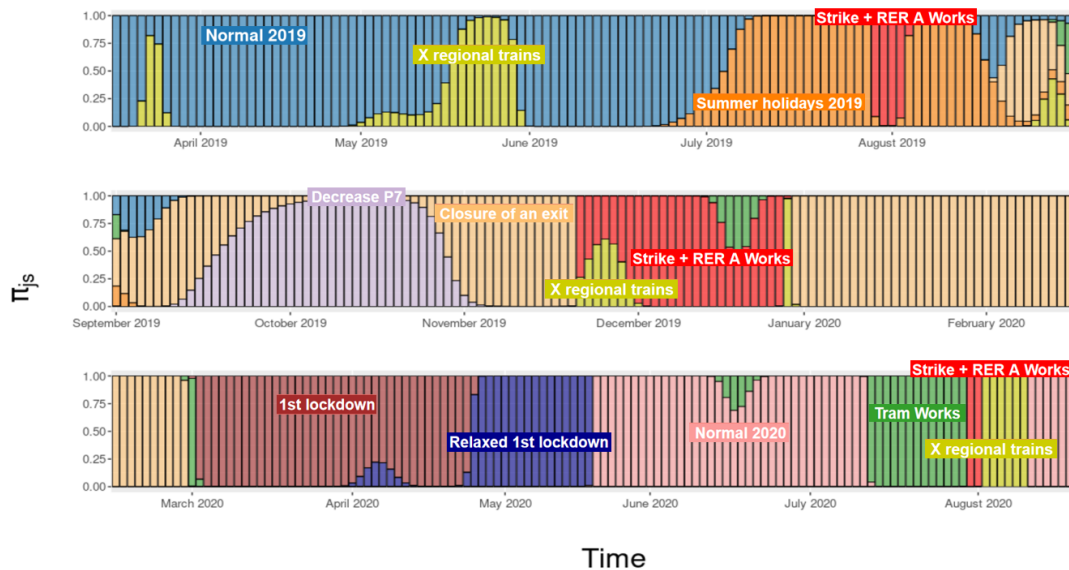 1.00
Strike + RER A Works
Normal 2019
0.75
X regional trains
0.50
Summer holidays 2019
0.25
0.00
April 2019 May 2019 June 2019 July 2019 August 2019
1.00
Decrease P7
Closure of an exit
0.75
0.50
Strike + RER A Works
0.25
X regional trains
0.00
September 2019 October 2019 November 2019 December 2019 January 2020 February 2020
πjs
1.00
Strike + RER A Works
1st lockdown
0.75
Tram Works
Relaxed 1st lockdown
Normal 2020
0.50
X regional trains
0.25
0.00
March 2020 April 2020 May 2020 June 2020 July 2020 August 2020
Time